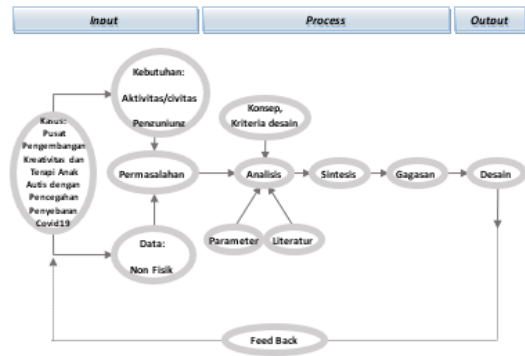 Input
Process
Output
Kebutuhan:
Aktivitas/civitas
Pengunjung
Kasus:
Pusat
Pengembangan
Kreativitas dan
Terapi Anak
Autis dengan
Pencegahan
Penyebaran
Covid19
Konsep,
Kriteria desain
Permasalahan
Analisis
Sintesis
Gagasan
Desain
Data:
Non Fisik
Parameter
Literatur
Feed Back